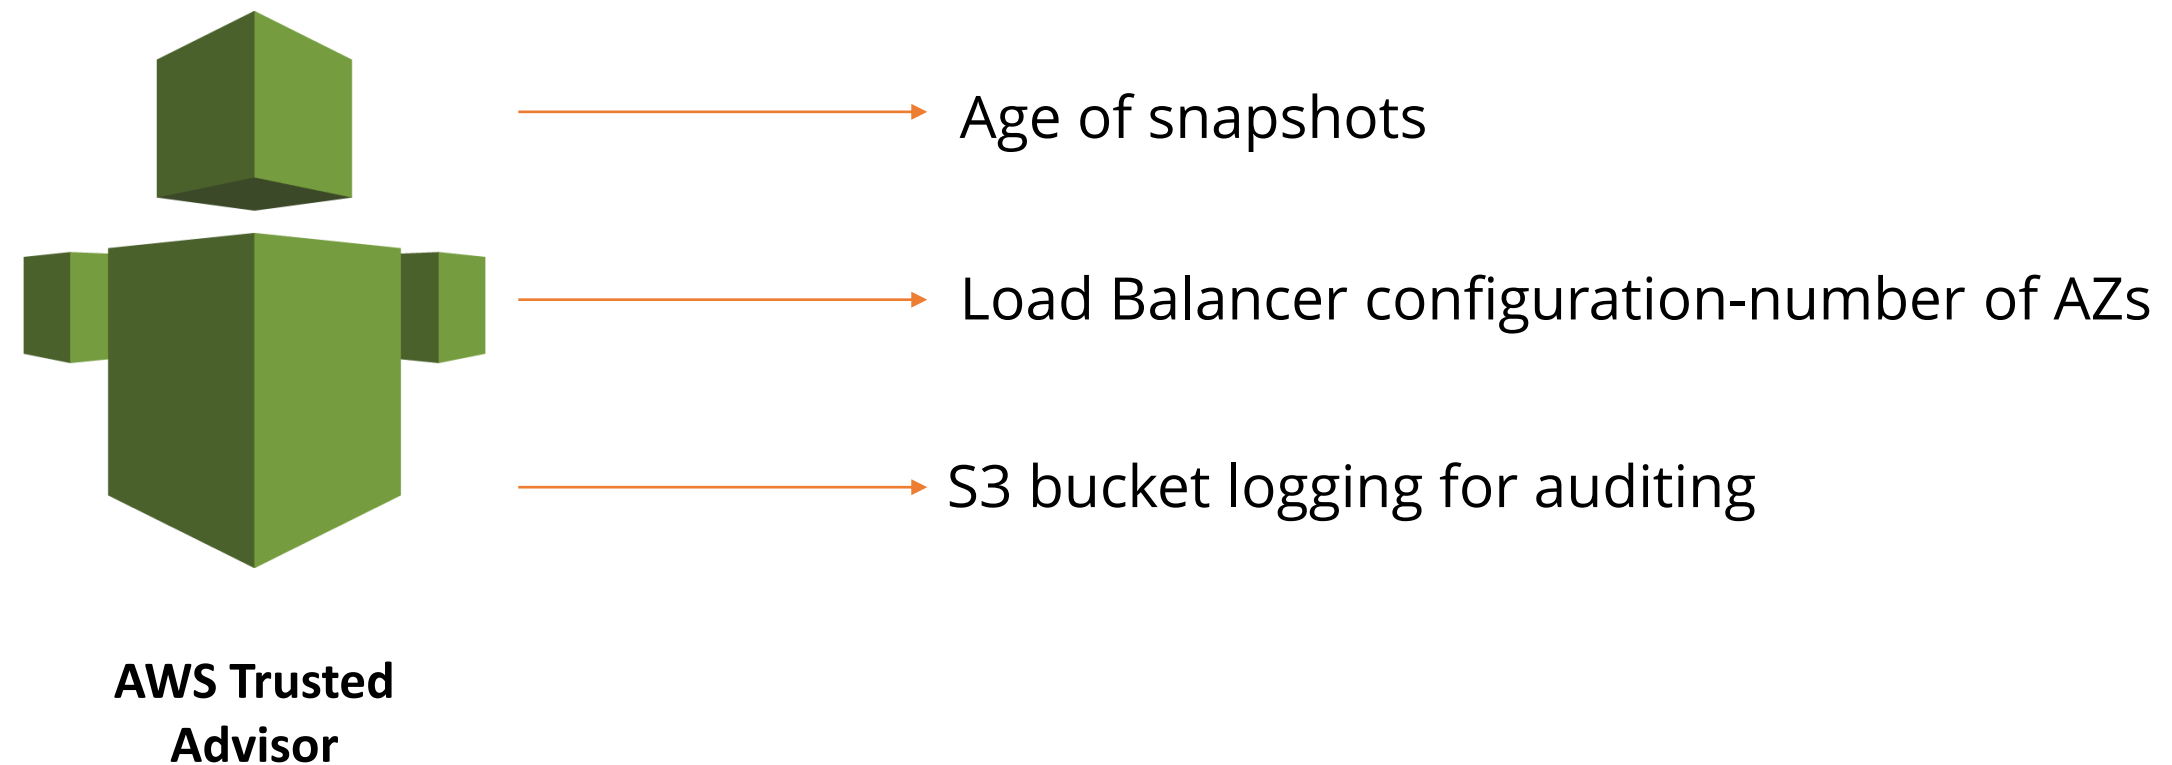 Age of snapshots
Load Balancer configuration-number of AZs
S3 bucket logging for auditing
AWS Trusted
Advisor